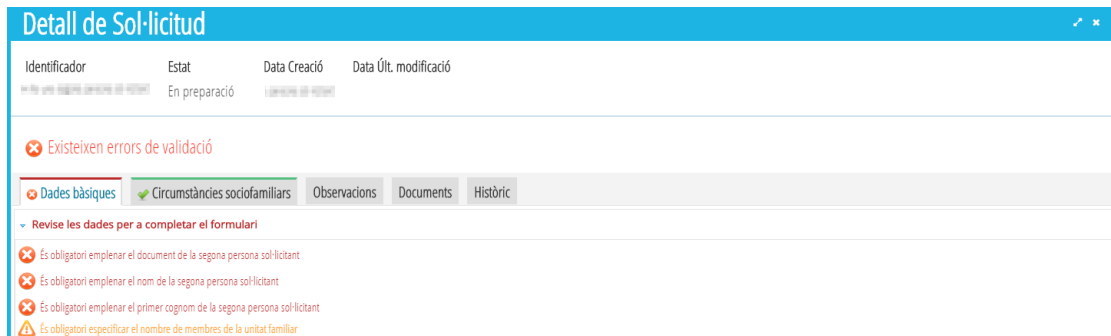 Detall de Sol·licitud
Identificador Estat Data Creació Data Últ. modificació
En preparació
Existeixen errors de validació
Dades bàsiques Circumstàncies sociofamiliars Observacions Documents Històric
Revise les dades per a completar el formulari
És obligatori emplenar el document de la segona persona sol·licitant
És obligatori emplenar el nom de la segona persona sol·licitant
És obligatori emplenar el primer cognom de la segona persona sol·licitant
És obligatori especificar el nombre de membres de la unitat familiar